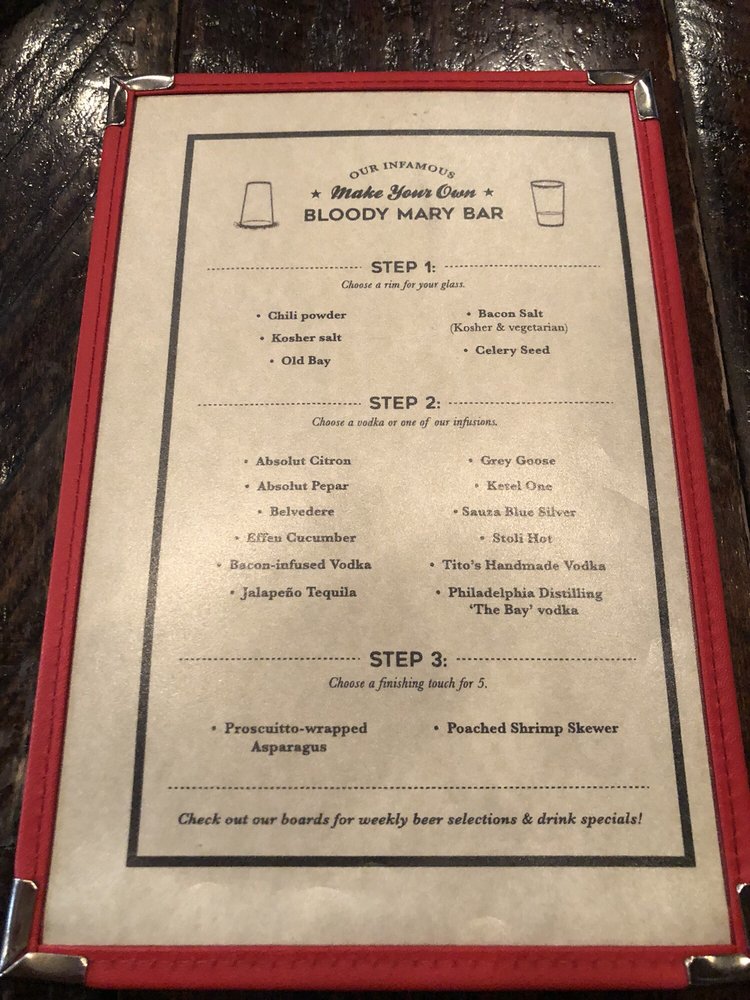 OUR INFAMOUS
★ Make Your Own ★
BLOODY MARY BAR
STEP 1:
Choose a rim for your glass.
• Chili powder
• Kosher salt
• Old Bay
• Bacon Salt
(Kosher & vegetarian)
• Celery Seed
STEP 2:
Choose a vodka or one of our infusions.
• Absolut Citron
• Absolut Pepar
• Belvedere
• Effen Cucumber
• Bacon-infused Vodka
• Jalapeño Tequila
• Grey Goose
• Ketel One
• Sauza Blue Silver
• Stoli Hot
• Tito's Handmade Vodka
• Philadelphia Distilling
'The Bay' vodka
STEP 3:
Choose a finishing touch for 5.
• Proscuitto-wrapped
Asparagus
• Poached Shrimp Skewer
Check out our boards for weekly beer selections & drink specials!